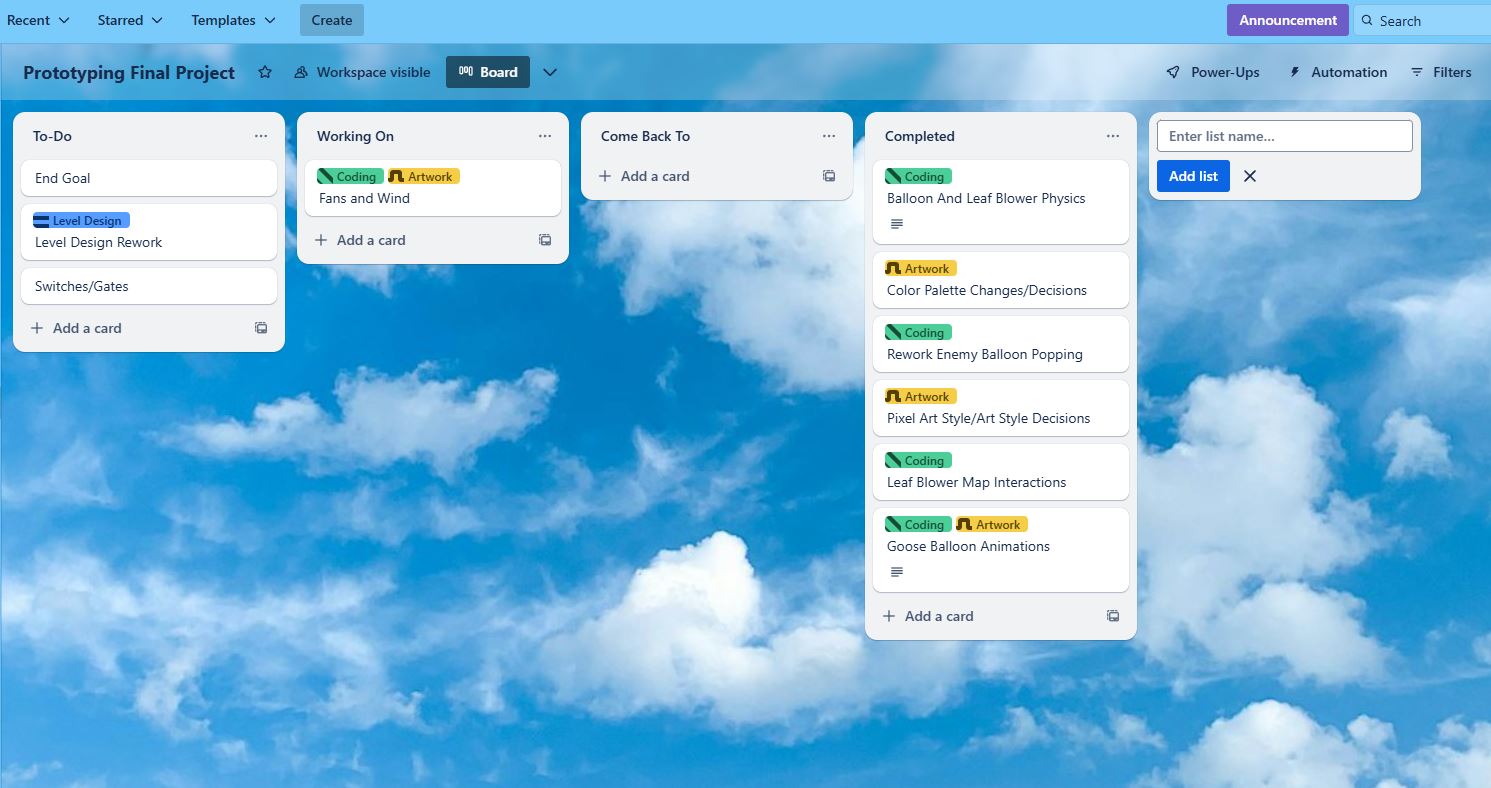 Recent Starred Templates Create Announcement Search
Prototyping Final Project Workspace visible Board Power-Ups Automation Filters
To-Do
End Goal
Level Design
Level Design Rework
Switches/Gates
+ Add a card
Working On
Coding Artwork
Fans and Wind
+ Add a card
Come Back To
+ Add a card
Completed
Coding
Balloon And Leaf Blower Physics
Artwork
Color Palette Changes/Decisions
Coding
Rework Enemy Balloon Popping
Artwork
Pixel Art Style/Art Style Decisions
Coding
Leaf Blower Map Interactions
Coding Artwork
Goose Balloon Animations
+ Add a card
Enter list name...
Add list